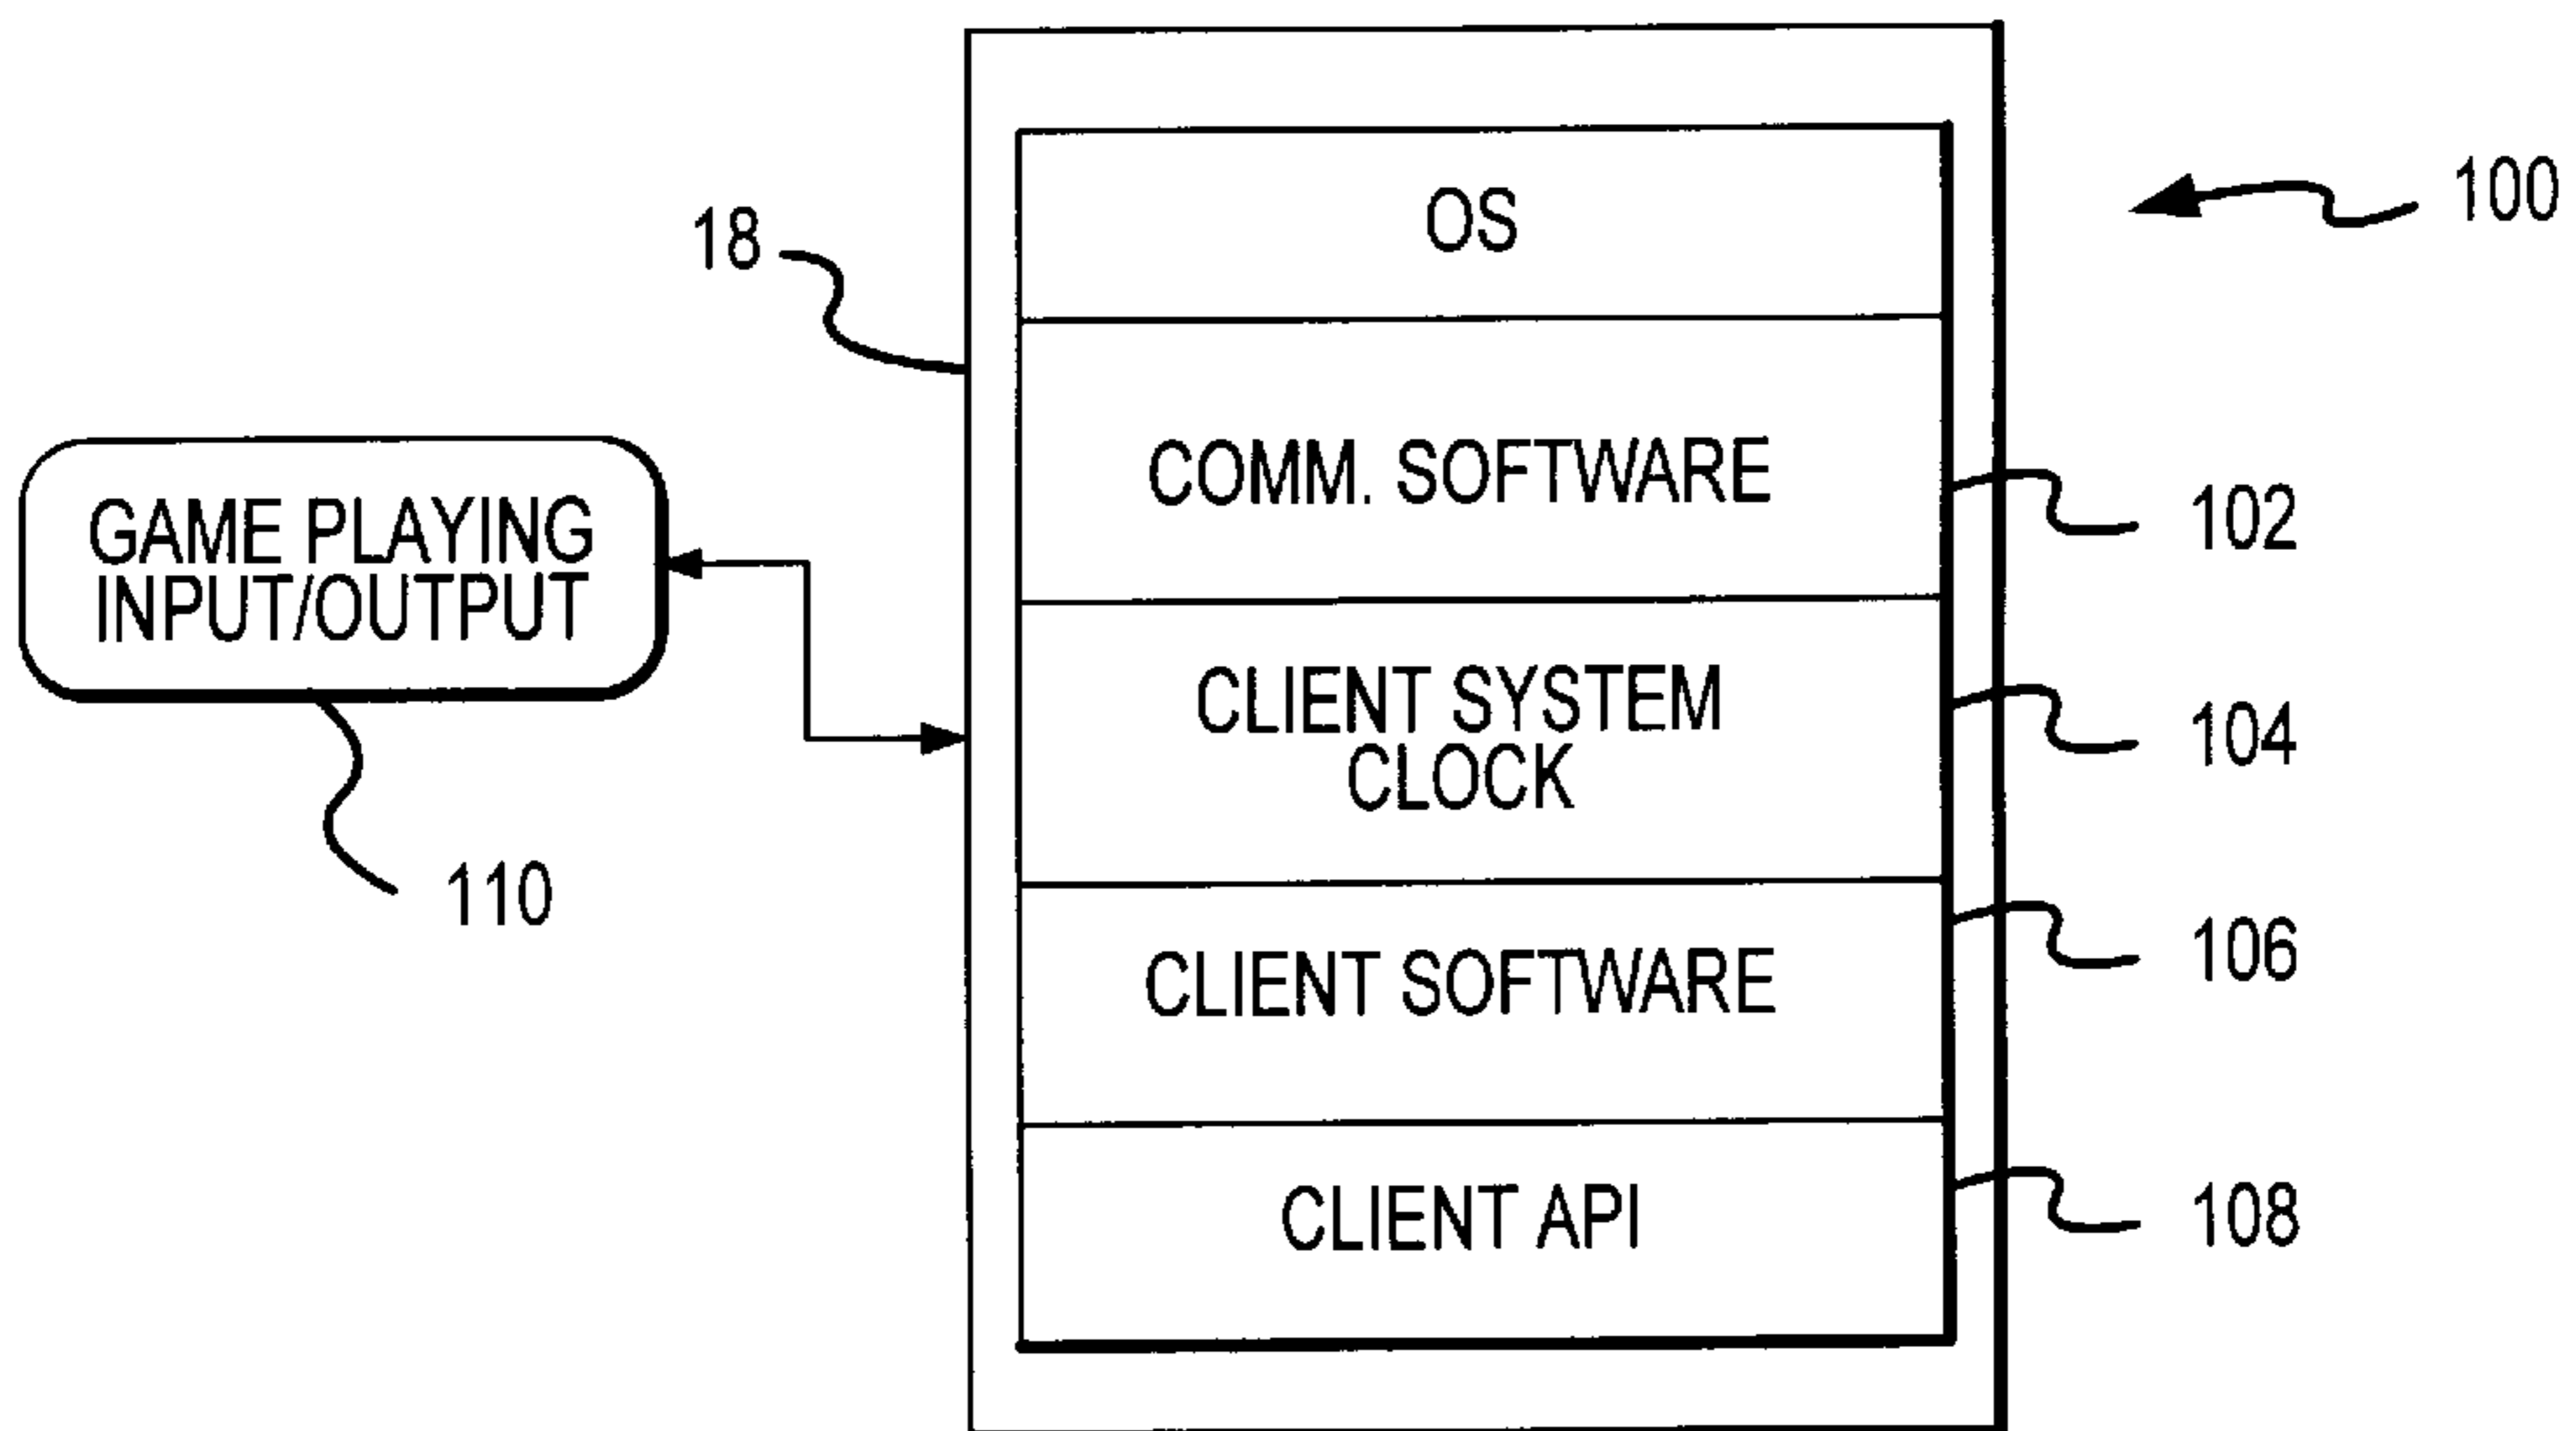 OS
100
18
COMM. SOFTWARE
102
GAME PLAYING
INPUT/OUTPUT
CLIENT SYSTEM
CLOCK
104
110
CLIENT SOFTWARE
106
CLIENT API
108